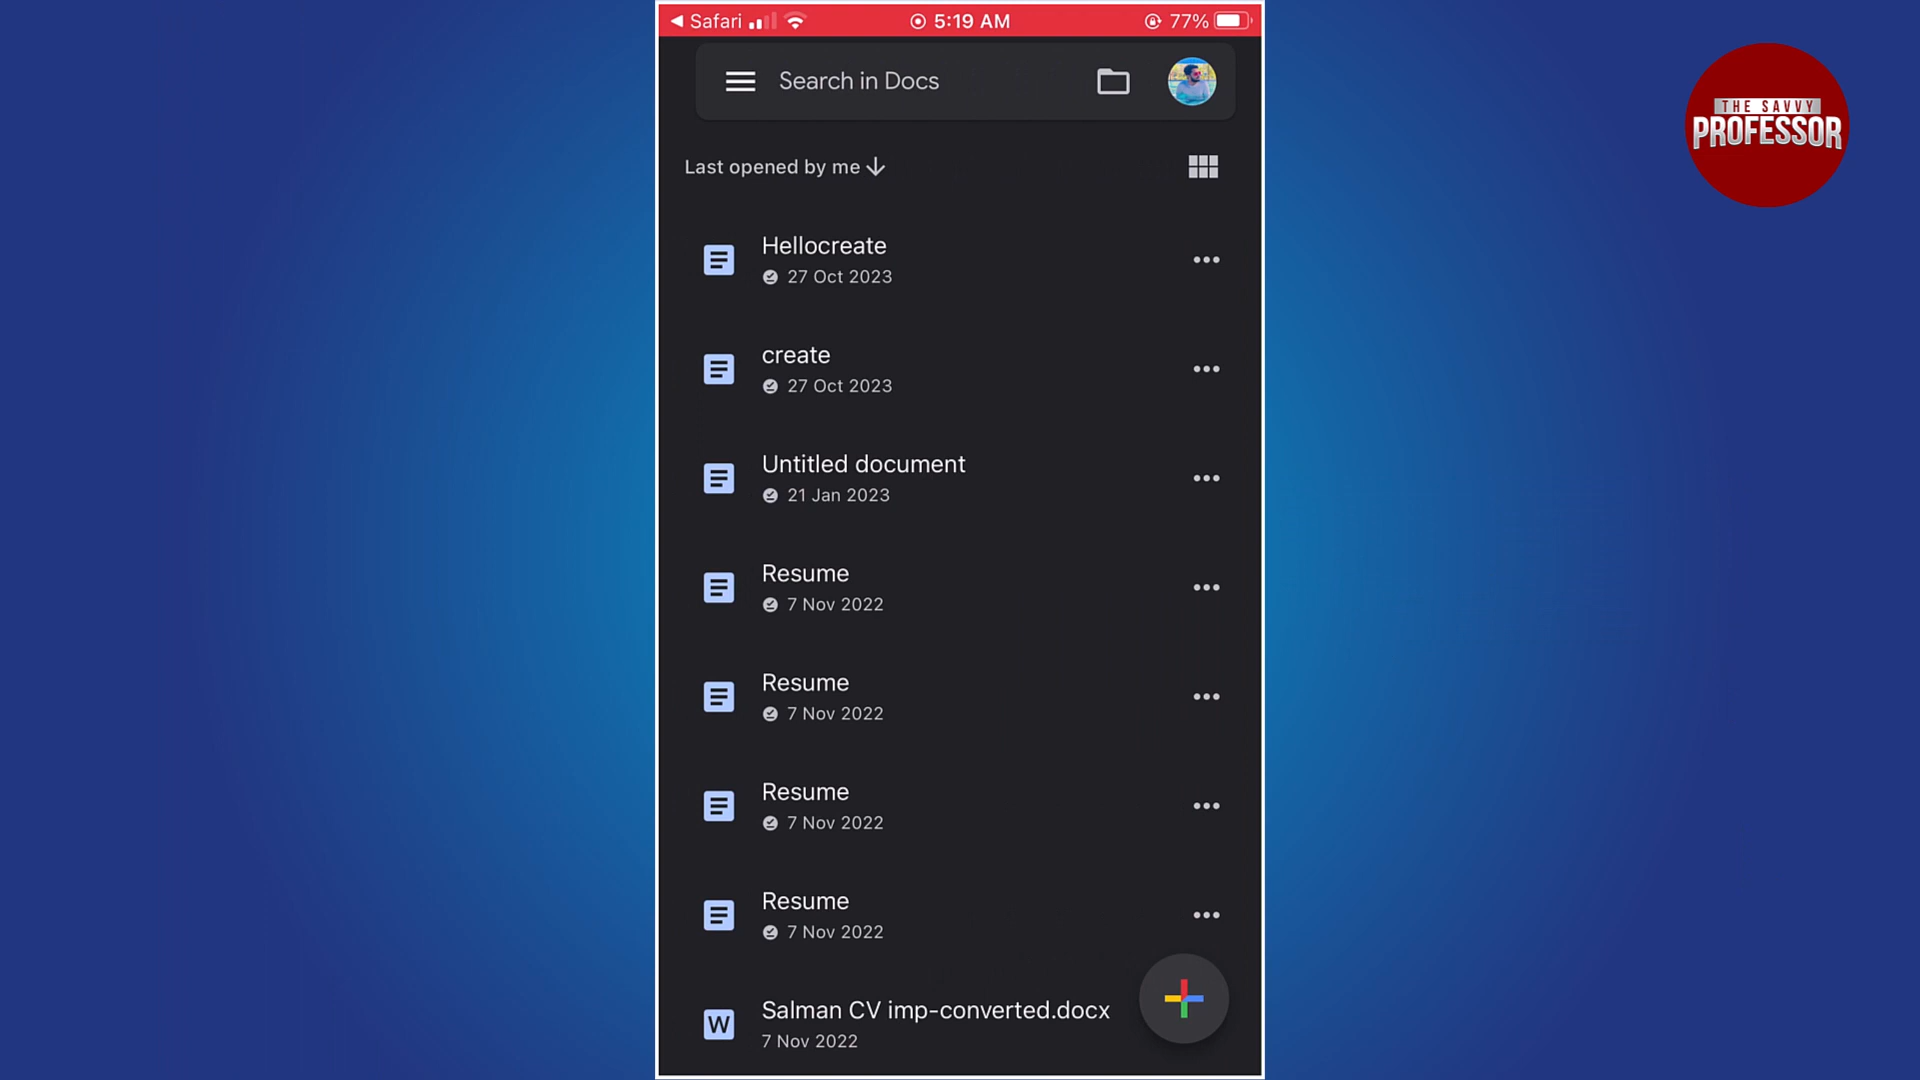 Safari 5:19 AM 77%
Search in Docs
THE SAVVY
PROFESSOR
Last opened by me
Hellocreate
27 Oct 2023
create
27 Oct 2023
Untitled document
21 Jan 2023
Resume
7 Nov 2022
Resume
7 Nov 2022
Resume
7 Nov 2022
Resume
7 Nov 2022
W
Salman CV imp-converted.docx
7 Nov 2022